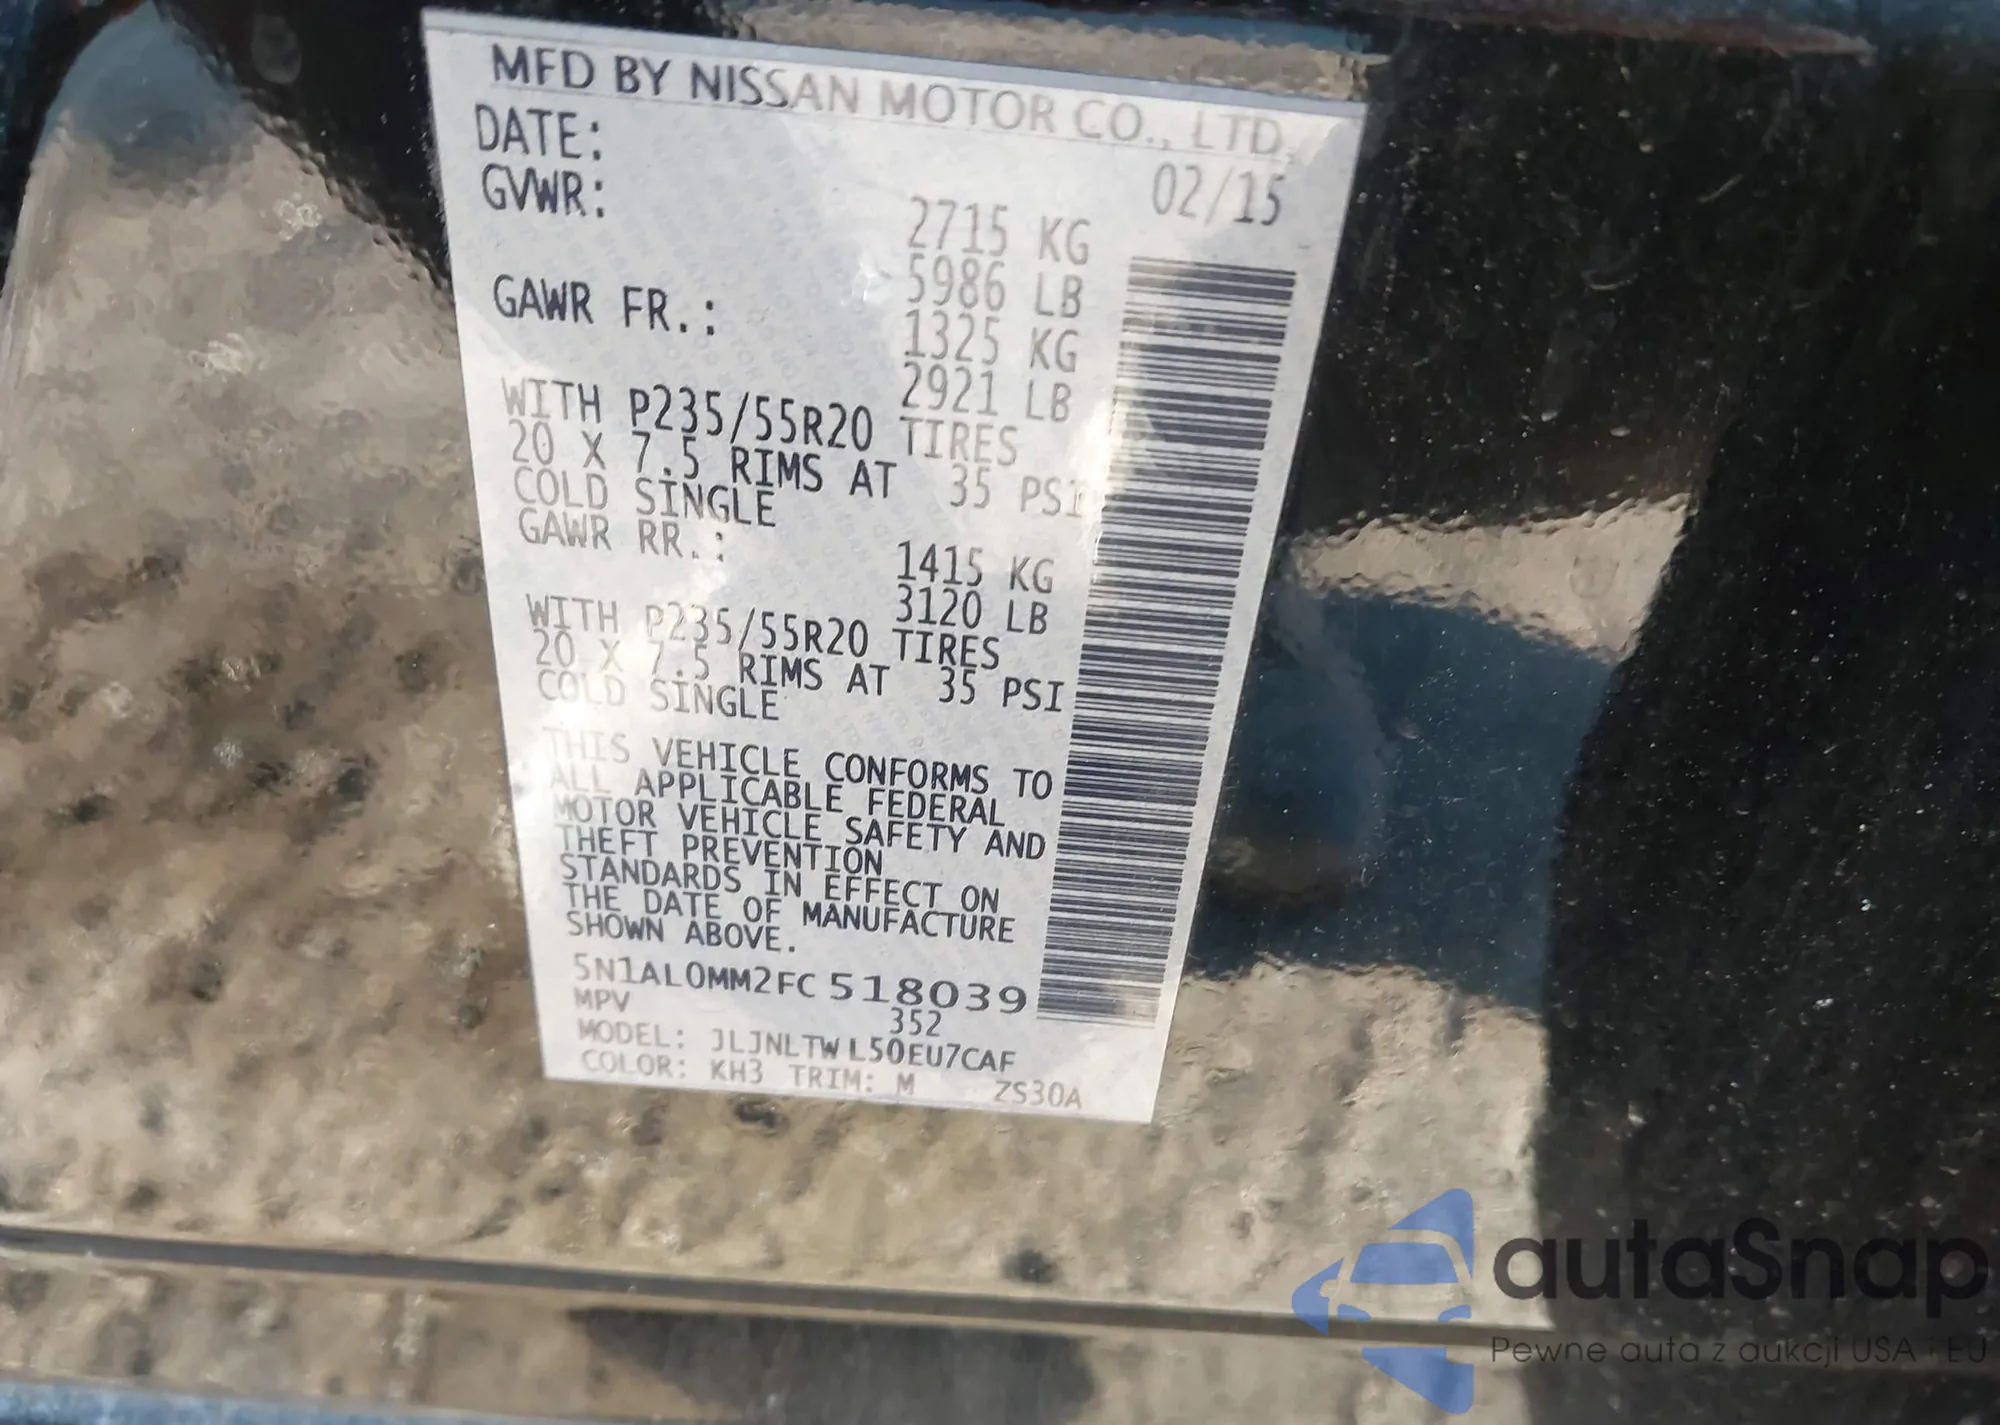 MFD BY NISSAN MOTOR CO., LTD.
DATE: 02/15
GVWR: 2715 KG
5986 LB
GAWR FR.: 1325 KG
2921 LB
WITH P235/55R20 TIRES
20 X 7.5 RIMS AT 35 PSI
COLD SINGLE
GAWR RR.: 1415 KG
3120 LB
WITH P235/55R20 TIRES
20 X 7.5 RIMS AT 35 PSI
COLD SINGLE
THIS VEHICLE CONFORMS TO
ALL APPLICABLE FEDERAL
MOTOR VEHICLE SAFETY AND
THEFT PREVENTION
STANDARDS IN EFFECT ON
THE DATE OF MANUFACTURE
SHOWN ABOVE.
5N1AL0MM2FC518039
MPV 352
MODEL: JLJNLTWL50EU7CAF
COLOR: KH3 TRIM: M ZS30A
autaSnap
Pewne auta z aukcji USA i EU